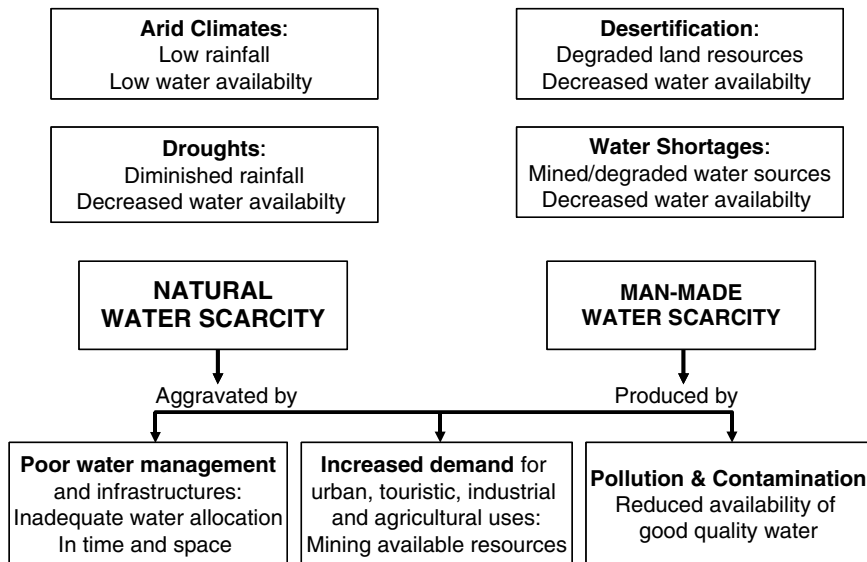 Arid Climates:
Low rainfall
Low water availabilty
Desertification:
Degraded land resources
Decreased water availabilty
Droughts:
Diminished rainfall
Decreased water availabilty
Water Shortages:
Mined/degraded water sources
Decreased water availabilty
NATURAL
WATER SCARCITY
MAN-MADE
WATER SCARCITY
Aggravated by
Produced by
Poor water management
and infrastructures:
Inadequate water allocation
In time and space
Increased demand for
urban, touristic, industrial
and agricultural uses:
Mining available resources
Pollution & Contamination
Reduced availability of
good quality water